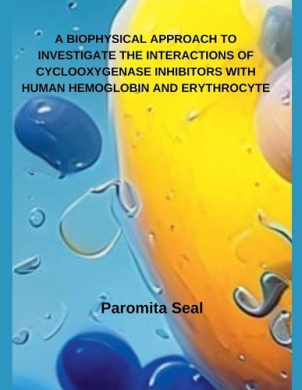 A BIOPHYSICAL APPROACH TO
INVESTIGATE THE INTERACTIONS OF
CYCLOOXYGENASE INHIBITORS WITH
HUMAN HEMOGLOBIN AND ERYTHROCYTE
Paromita Seal